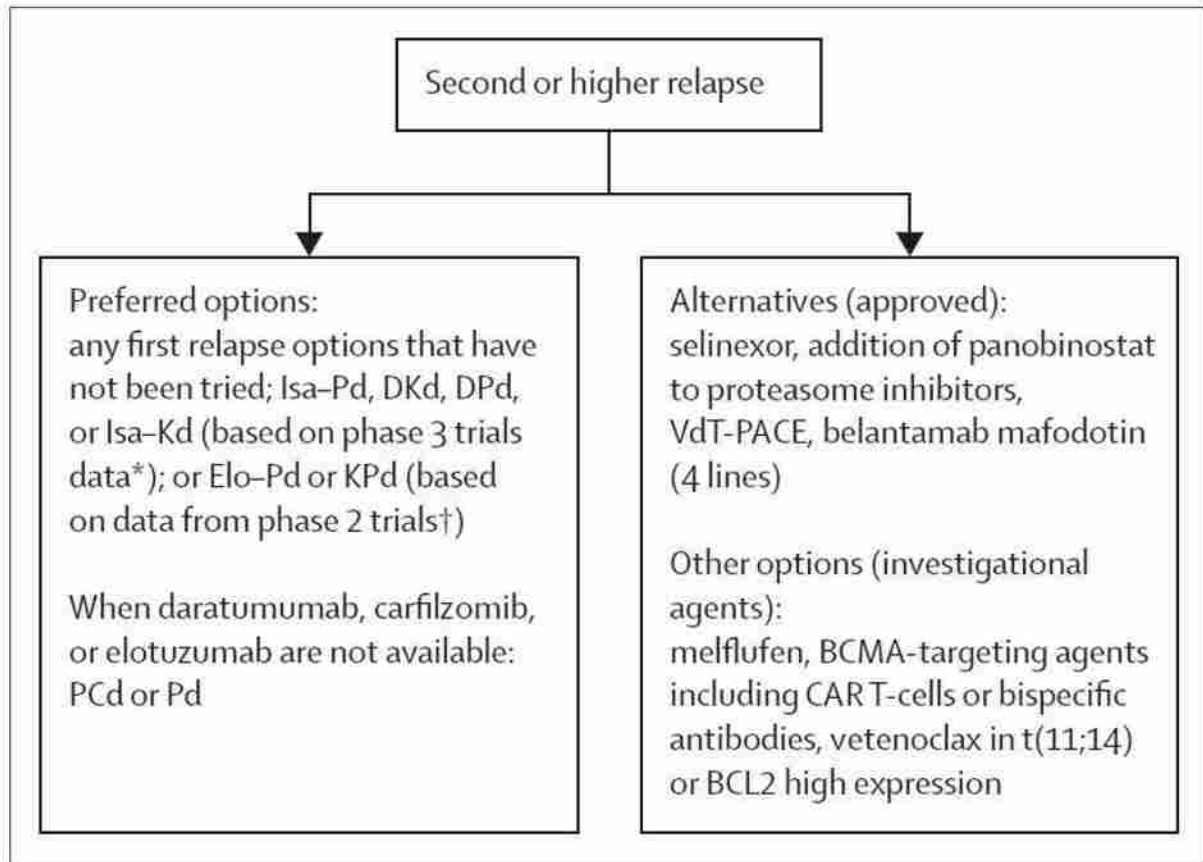 Second or higher relapse
Preferred options:
any first relapse options that have
not been tried; Isa–Pd, DKd, DPd,
or Isa–Kd (based on phase 3 trials
data*); or Elo–Pd or KPd (based
on data from phase 2 trials†)
When daratumumab, carfilzomib,
or elotuzumab are not available:
PCd or Pd
Alternatives (approved):
selinexor, addition of panobinostat
to proteasome inhibitors,
VdT-PACE, belantamab mafodotin
(4 lines)
Other options (investigational
agents):
melflufen, BCMA-targeting agents
including CAR T-cells or bispecific
antibodies, vetenoclax in t(11;14)
or BCL2 high expression